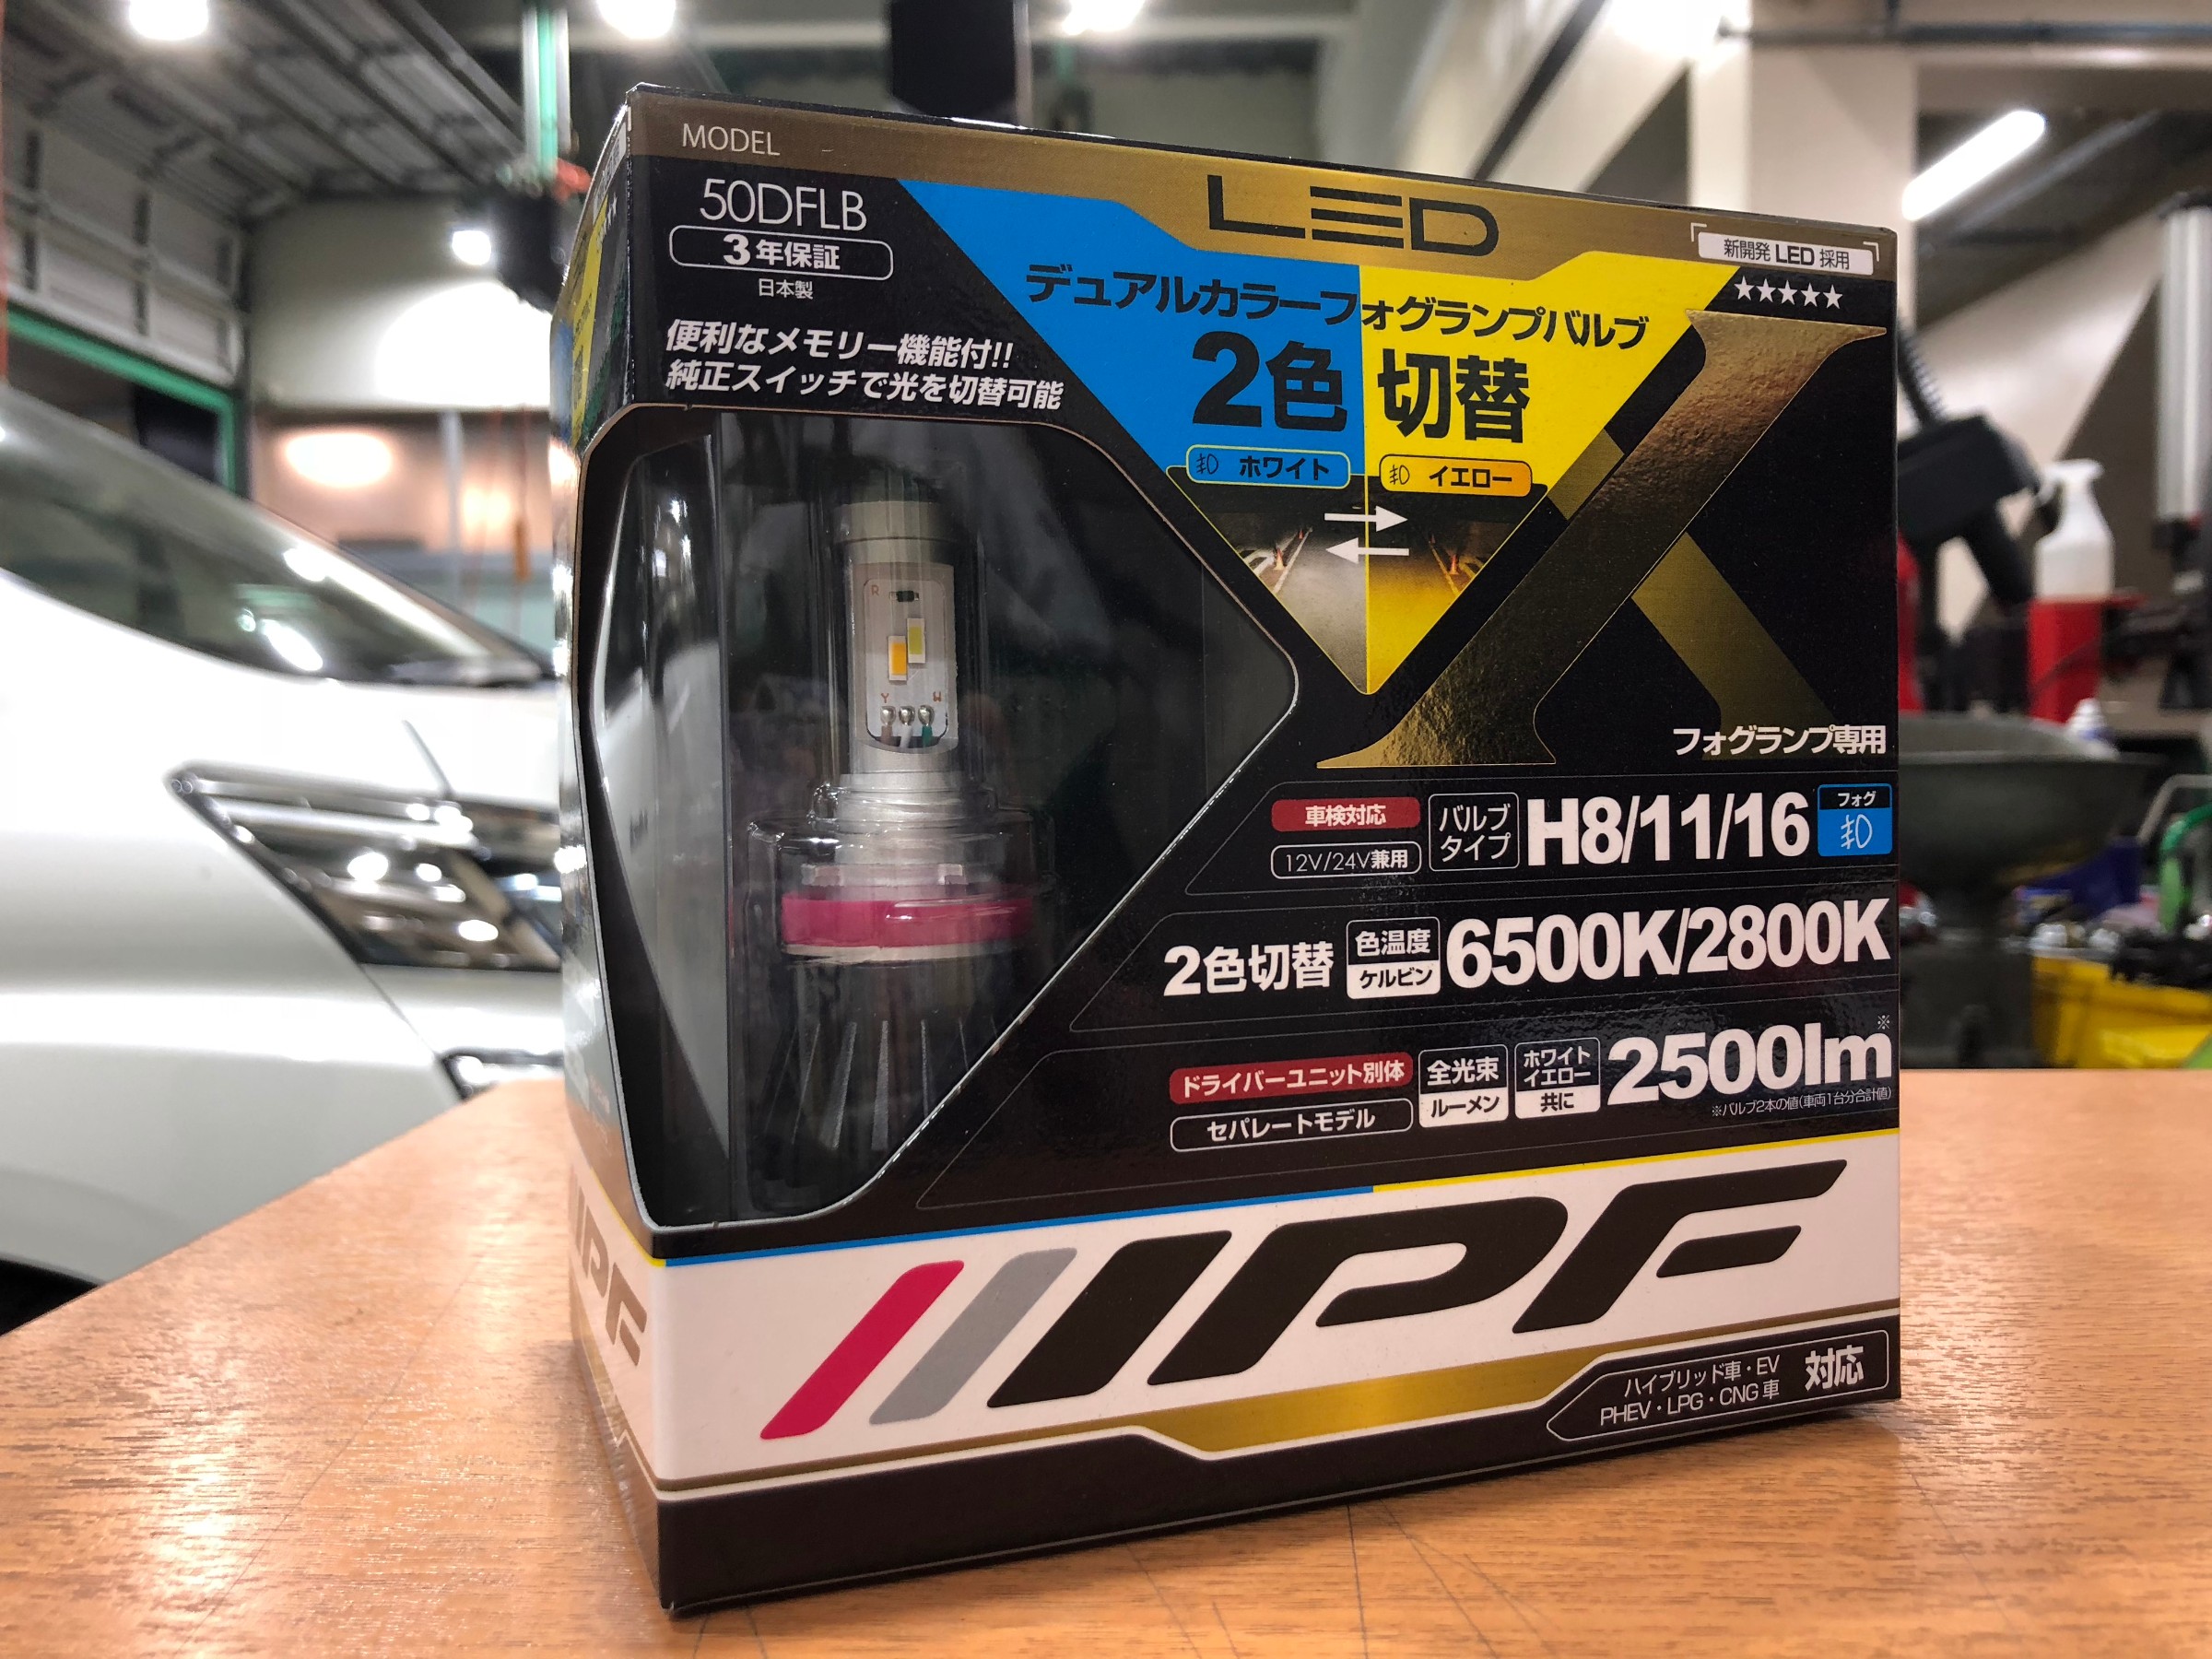 MODEL
50DFLB
3年保証
日本製
便利なメモリー機能付!!
純正スイッチで光を切替可能
LED
新開発 LED 採用
★★★★★
デュアルカラーフォグランプバルブ
2色切替
ホワイト
イエロー
X
R
Y W
フォグランプ専用
車検対応
12V/24V兼用
バルブ
タイプ
H8/11/16
フォグ
2色切替
色温度
ケルビン
6500K/2800K
ドライバーユニット別体
セパレートモデル
全光束
ルーメン
ホワイト
イエロー
共に
2500lm※
※バルブ2本の値(車両1台分合計値)
IPF
IPF
ハイブリッド車・EV
PHEV・LPG・CNG車
対応